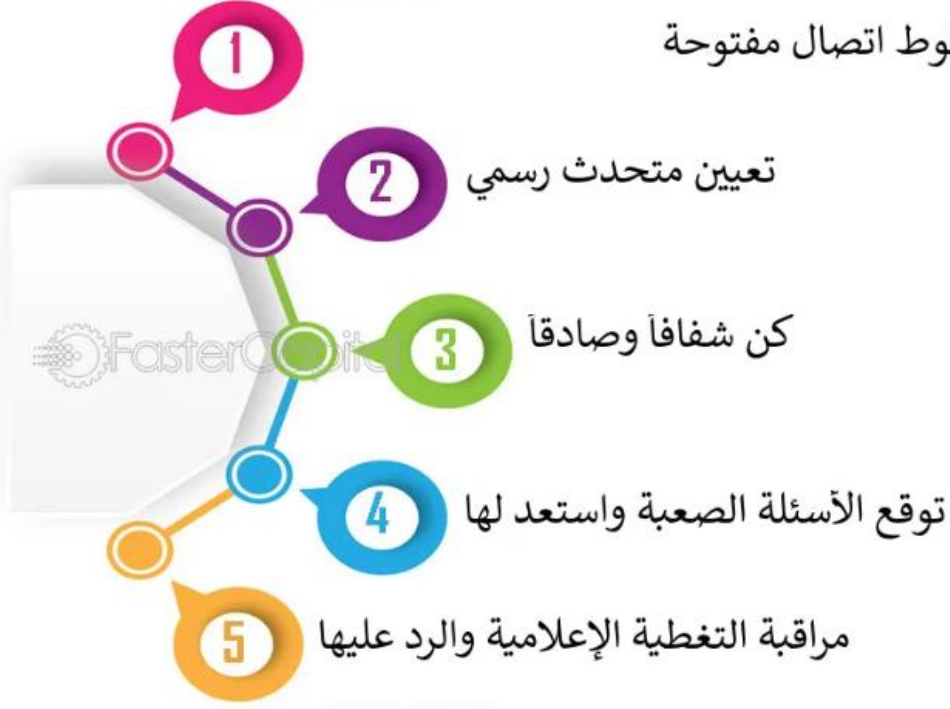 1
اتصال مفتوحة
2
تعيين متحدث رسمي
3
كن شفافاً وصادقاً
4
توقع الأسئلة الصعبة واستعد لها
5
مراقبة التغطية الإعلامية والرد عليها